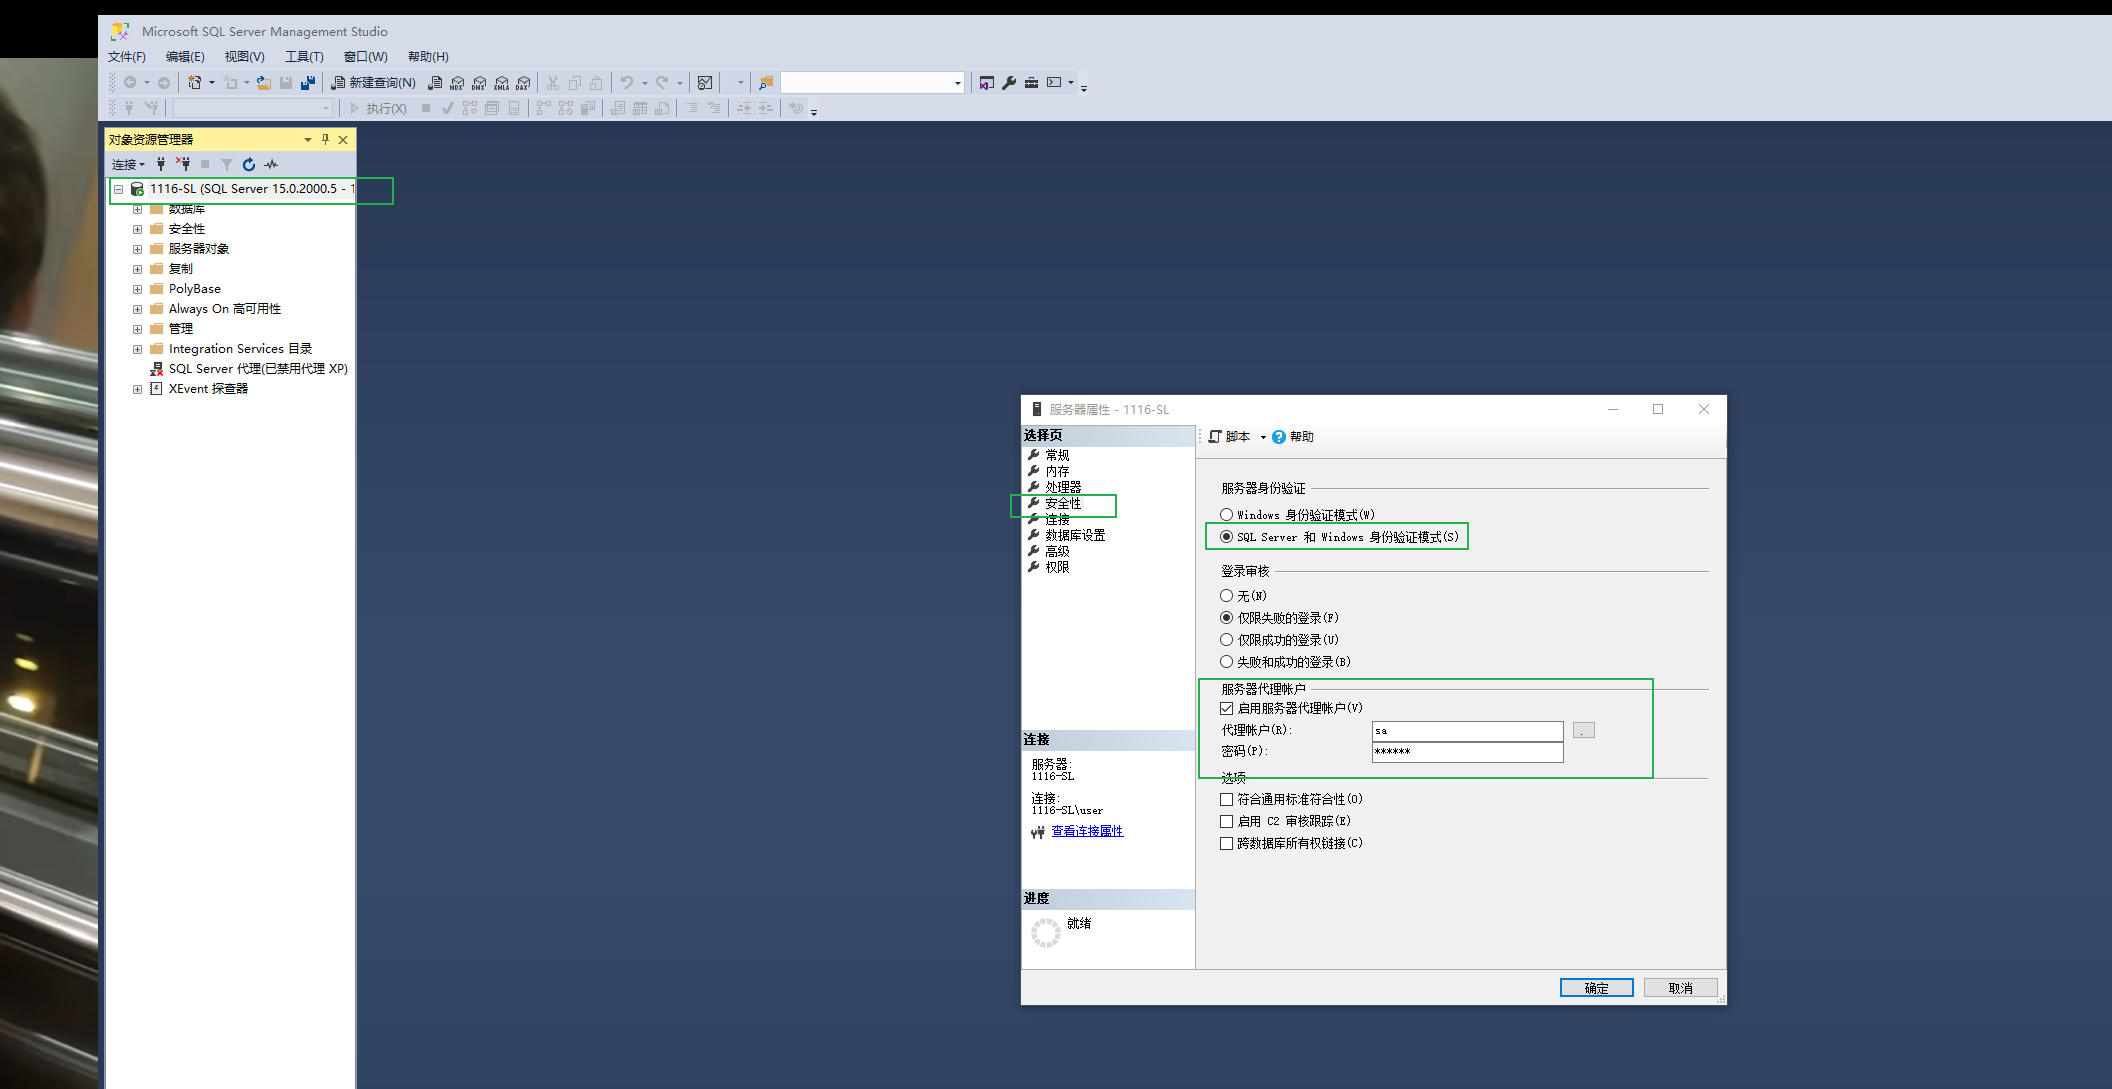 Microsoft SQL Server Management Studio
文件(F) 编辑(E) 视图(V) 工具(T) 窗口(W) 帮助(H)
新建查询(N) MDX DMX XMLA DAX
执行(X)
对象资源管理器
连接
1116-SL (SQL Server 15.0.2000.5 - 1
数据库
安全性
服务器对象
复制
PolyBase
Always On 高可用性
管理
Integration Services 目录
SQL Server 代理(已禁用代理 XP)
XEvent 探查器
服务器属性 - 1116-SL
选择页
常规
内存
处理器
安全性
连接
数据库设置
高级
权限
连接
服务器:
1116-SL
连接:
1116-SL\user
查看连接属性
进度
就绪
脚本 帮助
服务器身份验证
Windows 身份验证模式(W)
SQL Server 和 Windows 身份验证模式(S)
登录审核
无(N)
仅限失败的登录(F)
仅限成功的登录(U)
失败和成功的登录(B)
服务器代理帐户
启用服务器代理帐户(V)
代理帐户(R): sa .
密码(P): ******
选项
符合通用标准符合性(O)
启用 C2 审核跟踪(E)
跨数据库所有权链接(C)
确定 取消